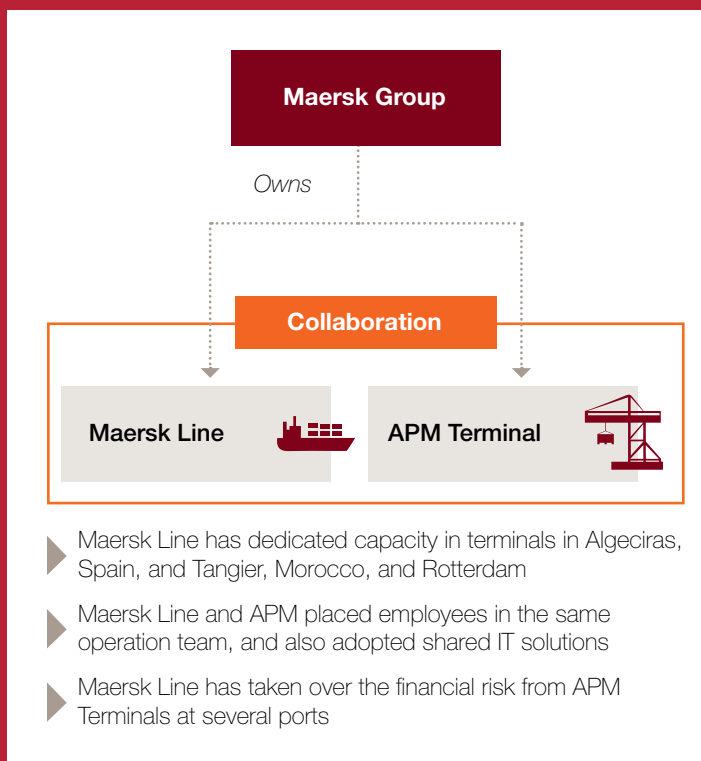 Maersk Group
Owns
Collaboration
Maersk Line
APM Terminal
Maersk Line has dedicated capacity in terminals in Algeciras,
Spain, and Tangier, Morocco, and Rotterdam
Maersk Line and APM placed employees in the same
operation team, and also adopted shared IT solutions
Maersk Line has taken over the financial risk from APM
Terminals at several ports